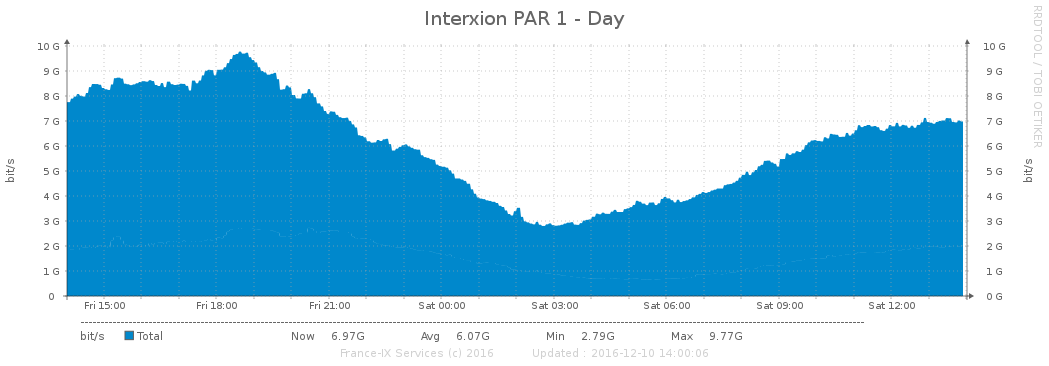 Interxion PAR 1 - Day
RRDTOOL / TOBI OETIKER
10 G 10 G
9 G 9 G
8 G 8 G
7 G 7 G
6 G 6 G
5 G 5 G
4 G 4 G
3 G 3 G
2 G 2 G
1 G 1 G
0 0 G
bit/s
bit/s
Fri 15:00 Fri 18:00 Fri 21:00 Sat 00:00 Sat 03:00 Sat 06:00 Sat 09:00 Sat 12:00
bit/s Total Now 6.97G Avg 6.07G Min 2.79G Max 9.77G
France-IX Services (c) 2016 Updated : 2016-12-10 14:00:06